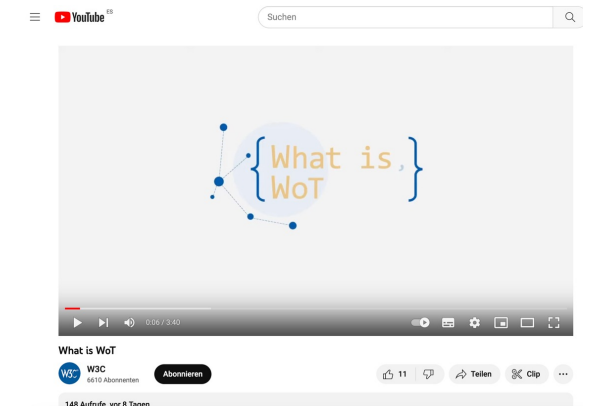 YouTube ES
Suchen
{What is,}
WoT
0:06 / 3:40
What is WoT
W3C
W3C
6610 Abonnenten
Abonnieren
11
Teilen
Clip
148 Aufrufe vor 8 Tagen